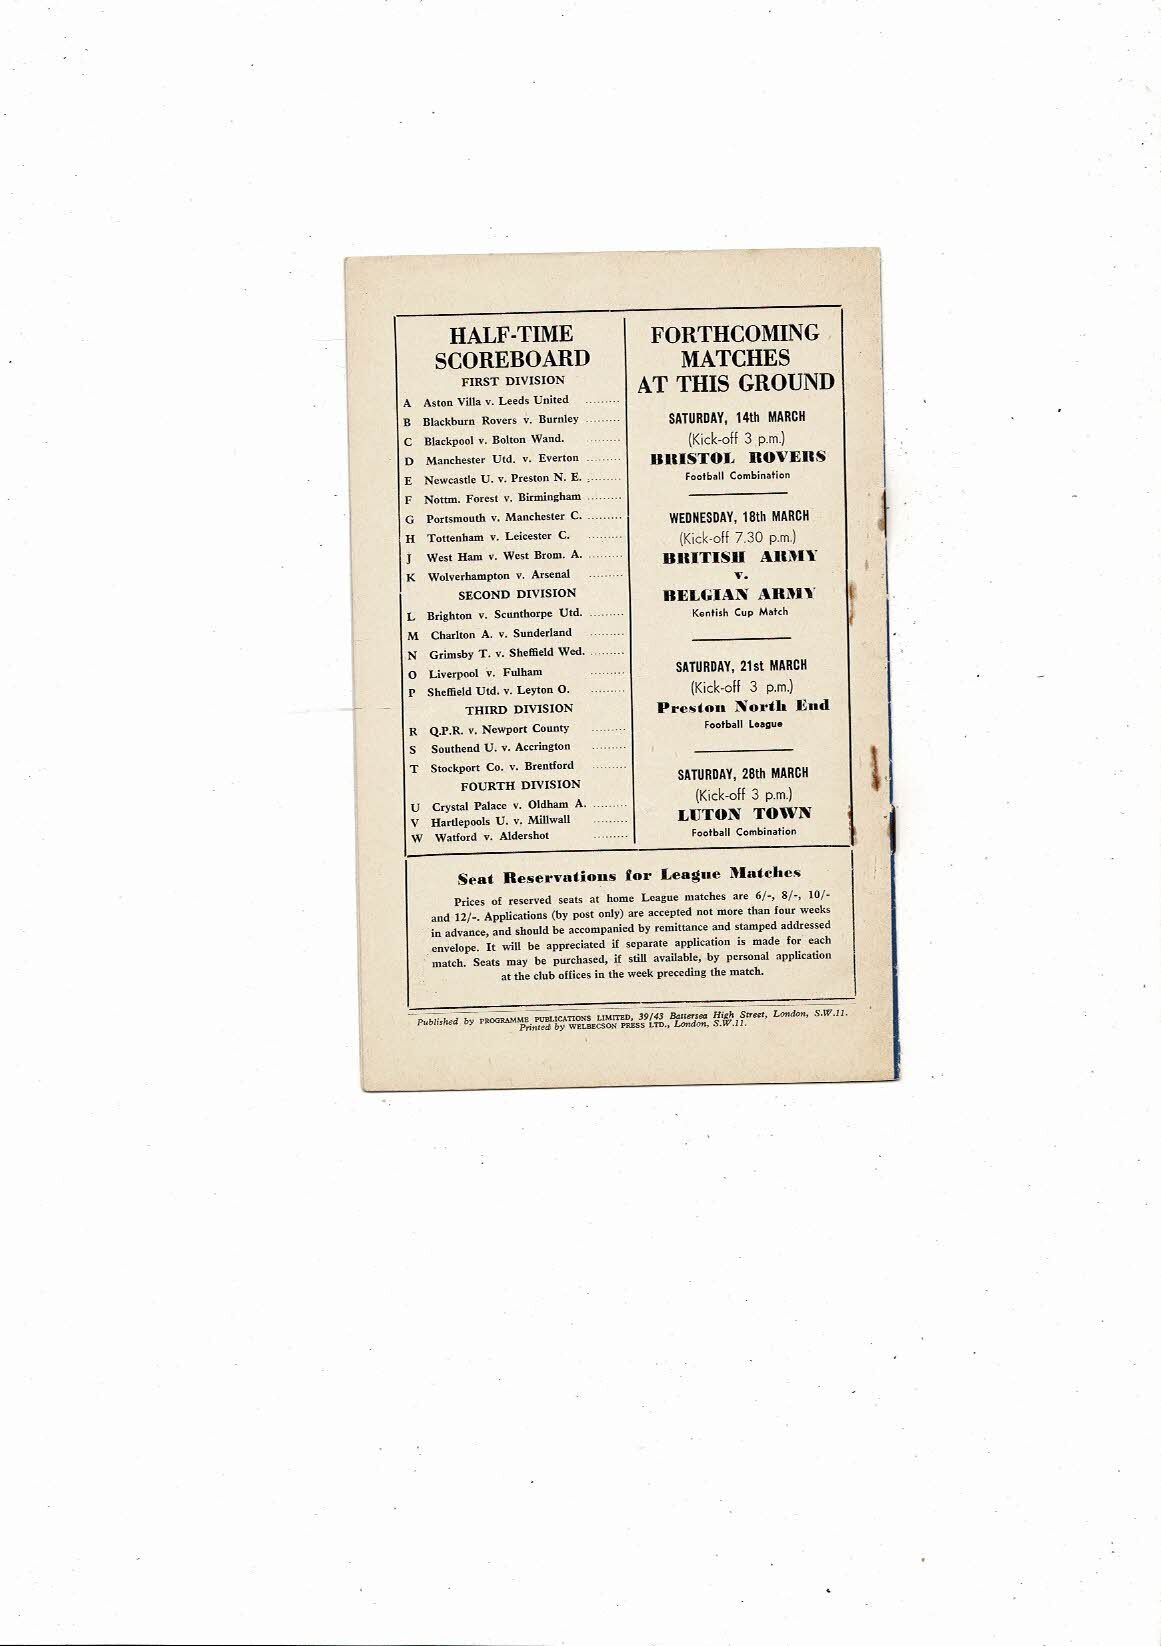 HALF-TIME
SCOREBOARD
FIRST DIVISION
A Aston Villa v. Leeds United .........
B Blackburn Rovers v. Burnley .........
C Blackpool v. Bolton Wand. .........
D Manchester Utd. v. Everton .........
E Newcastle U. v. Preston N. E. .........
F Nottm. Forest v. Birmingham .........
G Portsmouth v. Manchester C. .........
H Tottenham v. Leicester C. .........
J West Ham v. West Brom. A. .........
K Wolverhampton v. Arsenal .........
SECOND DIVISION
L Brighton v. Scunthorpe Utd. .........
M Charlton A. v. Sunderland .........
N Grimsby T. v. Sheffield Wed. .........
O Liverpool v. Fulham .........
P Sheffield Utd. v. Leyton O. .........
THIRD DIVISION
R Q.P.R. v. Newport County .........
S Southend U. v. Accrington .........
T Stockport Co. v. Brentford .........
FOURTH DIVISION
U Crystal Palace v. Oldham A. .........
V Hartlepools U. v. Millwall .........
W Watford v. Aldershot .........
FORTHCOMING
MATCHES
AT THIS GROUND
SATURDAY, 14th MARCH
(Kick-off 3 p.m.)
BRISTOL ROVERS
Football Combination
WEDNESDAY, 18th MARCH
(Kick-off 7.30 p.m.)
BRITISH ARMY
v.
BELGIAN ARMY
Kentish Cup Match
SATURDAY, 21st MARCH
(Kick-off 3 p.m.)
Preston North End
Football League
SATURDAY, 28th MARCH
(Kick-off 3 p.m.)
LUTON TOWN
Football Combination
Seat Reservations for League Matches
Prices of reserved seats at home League matches are 6/-, 8/-, 10/-
and 12/-. Applications (by post only) are accepted not more than four weeks
in advance, and should be accompanied by remittance and stamped addressed
envelope. It will be appreciated if separate application is made for each
match. Seats may be purchased, if still available, by personal application
at the club offices in the week preceding the match.
Published by PROGRAMME PUBLICATIONS LIMITED, 39/43 Battersea High Street, London, S.W.11.
Printed by WELBECSON PRESS LTD., London, S.W.11.